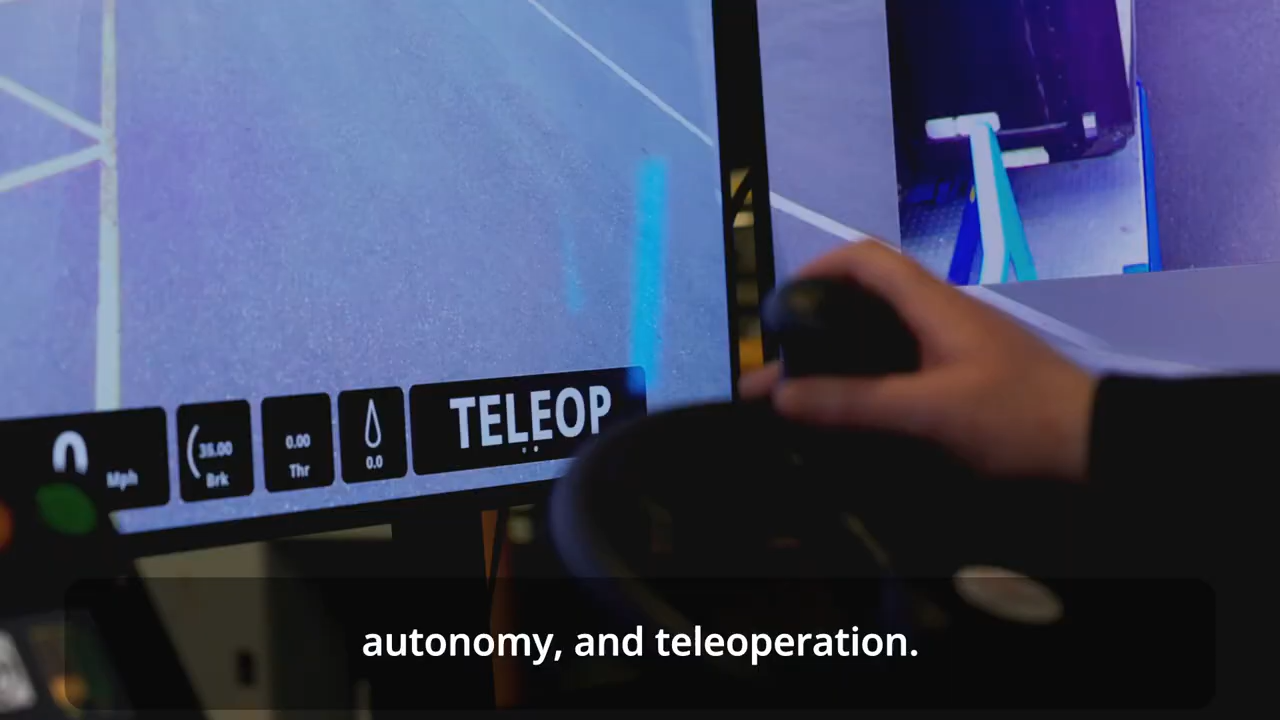 TELEOP
Mph
36.00
Brk
0.00
Thr
0.0
autonomy, and teleoperation.